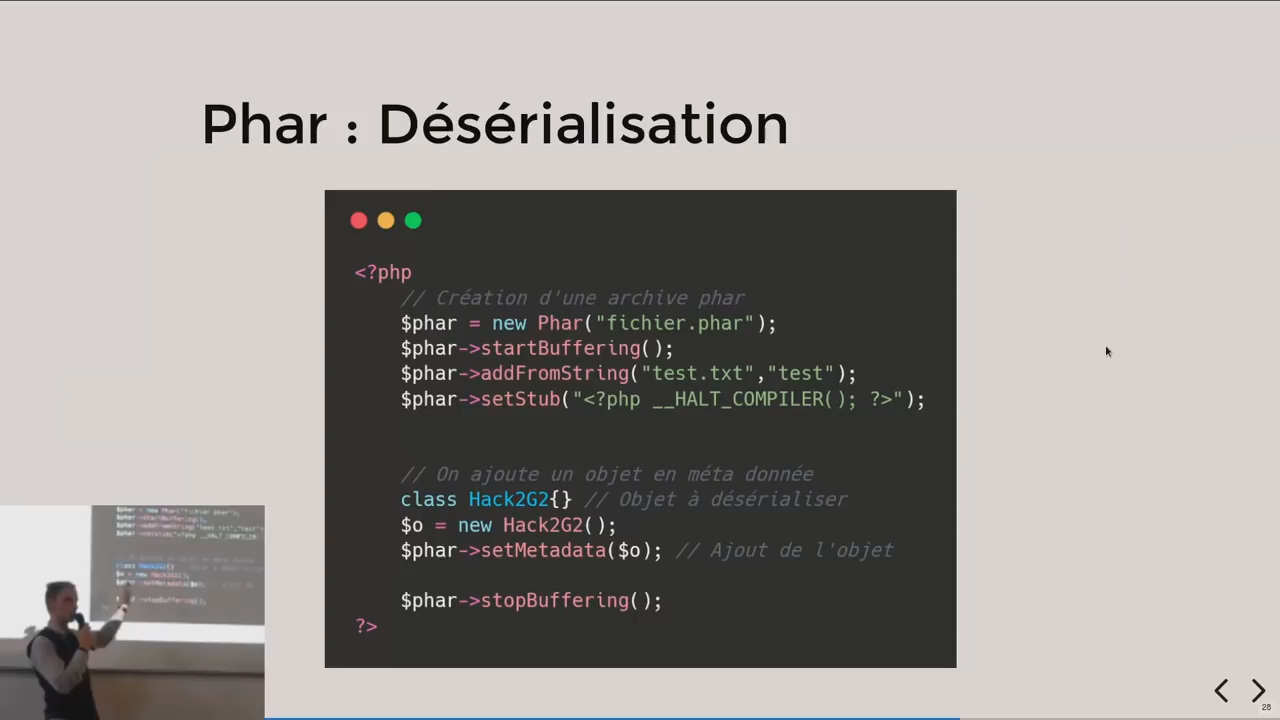 Phar : Désérialisation
<?php
// Création d'une archive phar
$phar = new Phar("fichier.phar");
$phar->startBuffering();
$phar->addFromString("test.txt","test");
$phar->setStub("<?php __HALT_COMPILER(); ?>");
// On ajoute un objet en méta donnée
class Hack2G2{} // Objet à désérialiser
$o = new Hack2G2();
$phar->setMetadata($o); // Ajout de l'objet
$phar->stopBuffering();
?>
28